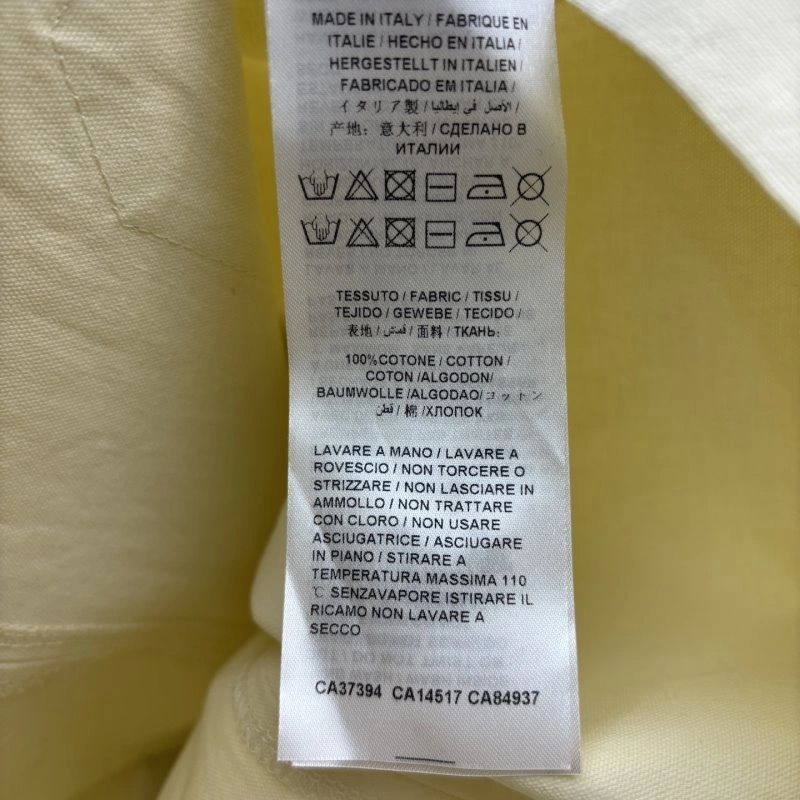 MADE IN ITALY / FABRIQUE EN
ITALIE / HECHO EN ITALIA /
HERGESTELLT IN ITALIEN /
FABRICADO EM ITALIA /
イタリア製 / الأصل في إيطاليا /
产地: 意大利 / СДЕЛАНО В
ИТАЛИИ
TESSUTO / FABRIC / TISSU /
TEJIDO / GEWEBE / TECIDO /
表地 / قماش / 面料 / ТКАНЬ:
100%COTONE / COTTON /
COTON /ALGODON/
BAUMWOLLE /ALGODAO/コットン
قطن / 棉 /ХЛОПОК
LAVARE A MANO / LAVARE A
ROVESCIO / NON TORCERE O
STRIZZARE / NON LASCIARE IN
AMMOLLO / NON TRATTARE
CON CLORO / NON USARE
ASCIUGATRICE / ASCIUGARE
IN PIANO / STIRARE A
TEMPERATURA MASSIMA 110
℃ SENZAVAPORE ISTIRARE IL
RICAMO NON LAVARE A
SECCO
CA37394 CA14517 CA84937